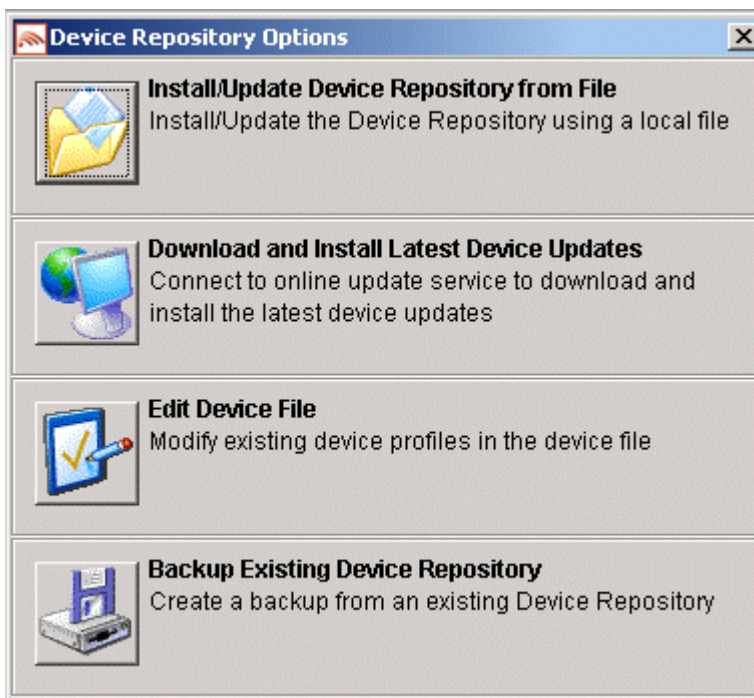 Device Repository Options
Install/Update Device Repository from File
Install/Update the Device Repository using a local file
Download and Install Latest Device Updates
Connect to online update service to download and
install the latest device updates
Edit Device File
Modify existing device profiles in the device file
Backup Existing Device Repository
Create a backup from an existing Device Repository